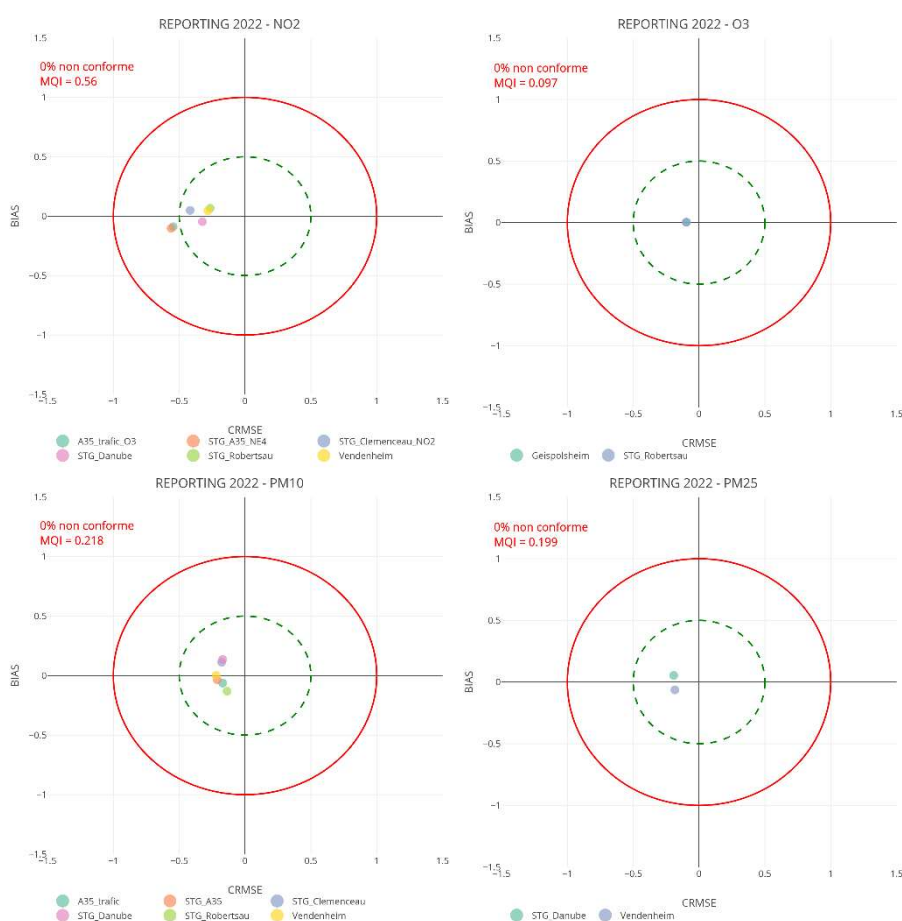 REPORTING 2022 - NO2
0% non conforme
MQI = 0.56
1.5
1
0.5
0
−0.5
−1
−1.5
BIAS
−1.5
−1
−0.5
0
0.5
1
1.5
CRMSE
A35_trafic_O3
STG_A35_NE4
STG_Clemenceau_NO2
STG_Danube
STG_Robertsau
Vendenheim
REPORTING 2022 - O3
0% non conforme
MQI = 0.097
1.5
1
0.5
0
−0.5
−1
−1.5
BIAS
−1.5
−1
−0.5
0
0.5
1
1.5
CRMSE
Geispolsheim
STG_Robertsau
REPORTING 2022 - PM10
0% non conforme
MQI = 0.218
1.5
1
0.5
0
−0.5
−1
−1.5
BIAS
−1.5
−1
−0.5
0
0.5
1
1.5
CRMSE
A35_trafic
STG_A35
STG_Clemenceau
STG_Danube
STG_Robertsau
Vendenheim
REPORTING 2022 - PM25
0% non conforme
MQI = 0.199
1.5
1
0.5
0
−0.5
−1
−1.5
BIAS
−1.5
−1
−0.5
0
0.5
1
1.5
CRMSE
STG_Danube
Vendenheim